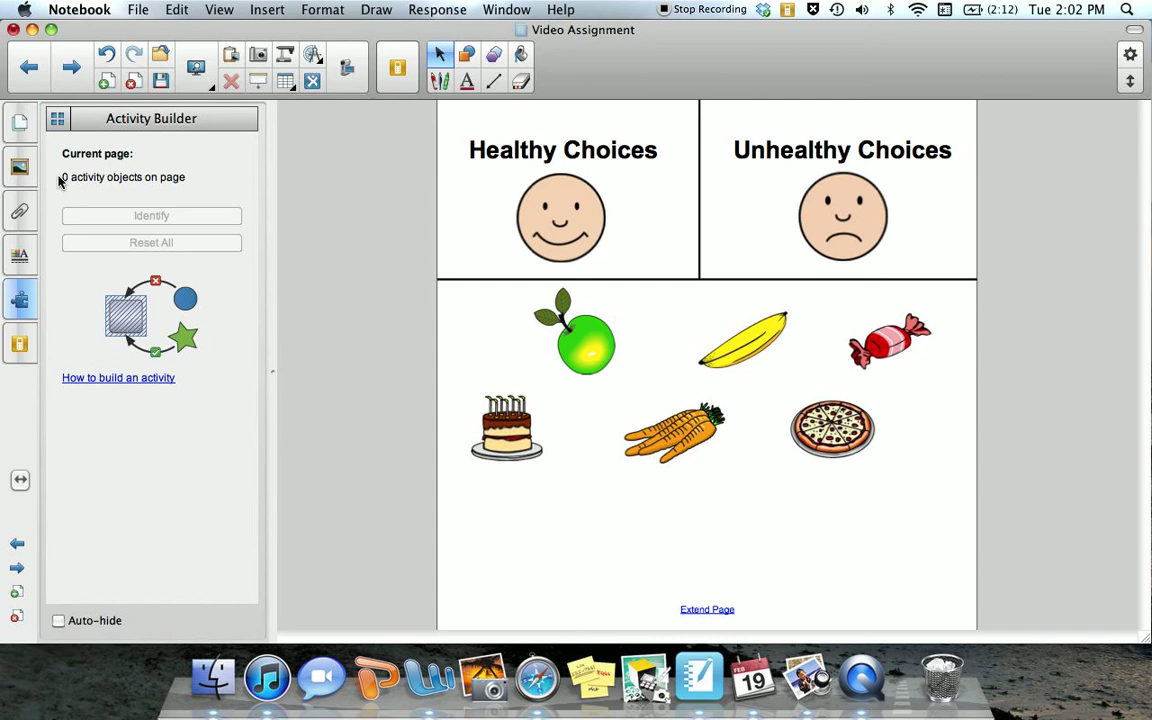 Notebook File Edit View Insert Format Draw Response Window Help Stop Recording (2:12) Tue 2:02 PM
Video Assignment
Activity Builder
Current page:
0 activity objects on page
Identify
Reset All
How to build an activity
Auto-hide
Healthy Choices Unhealthy Choices
Extend Page
FEB
19